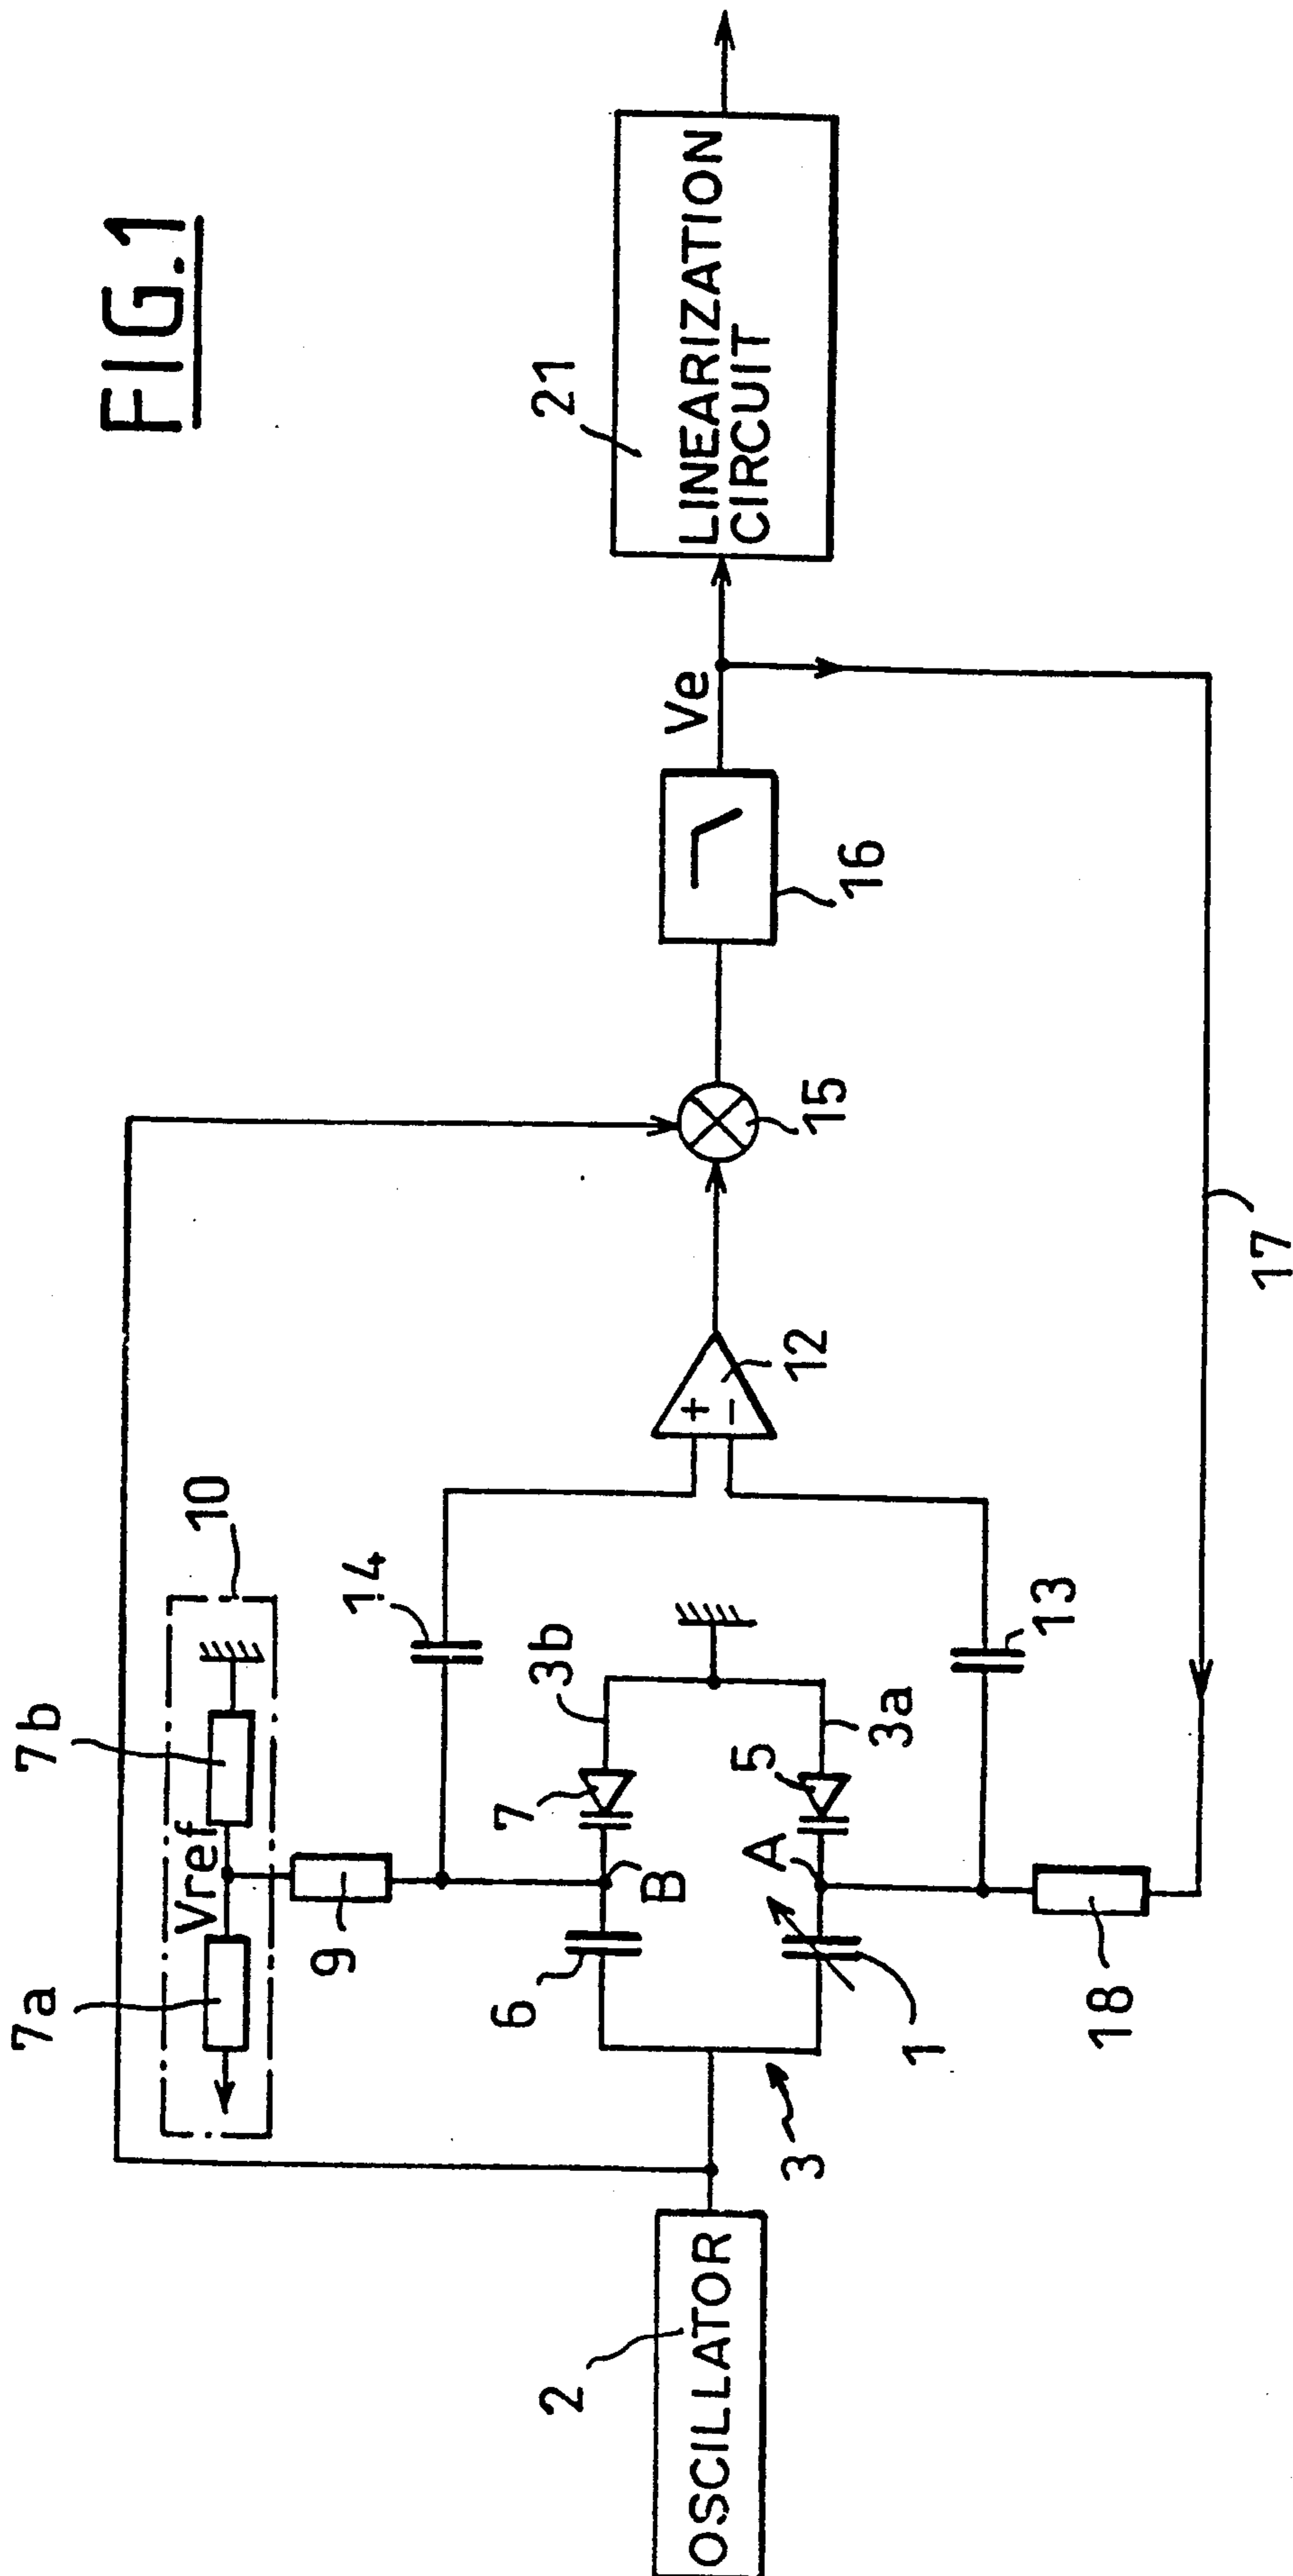 FIG.1
7a
7b
10
Vref
9
14
6
7
3b
B
A
5
3a
1
3
13
18
2
OSCILLATOR
+
−
12
15
16
Ve
17
21
LINEARIZATION
CIRCUIT